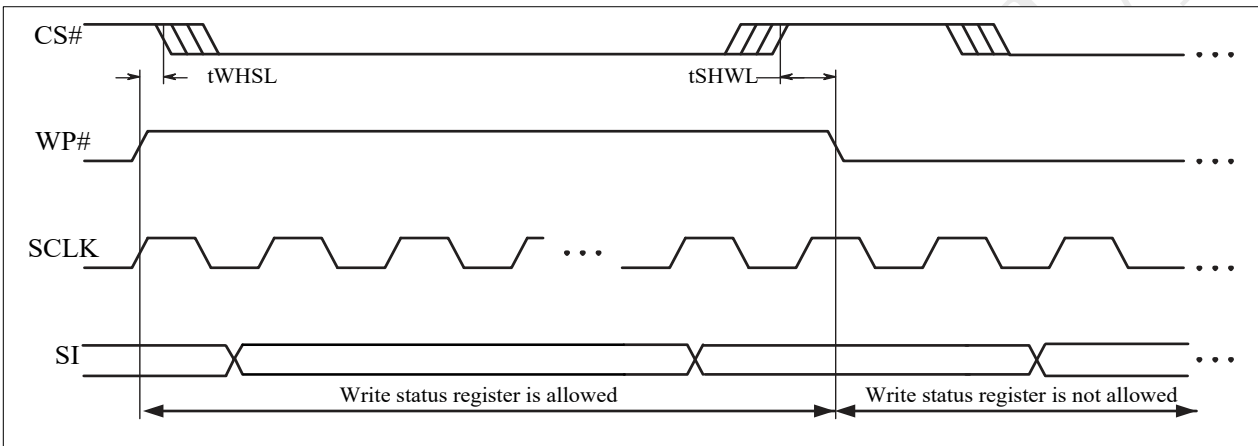 CS#
tWHSL
tSHWL
WP#
SCLK
SI
Write status register is allowed
Write status register is not allowed